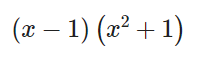 (x − 1) (x² + 1)